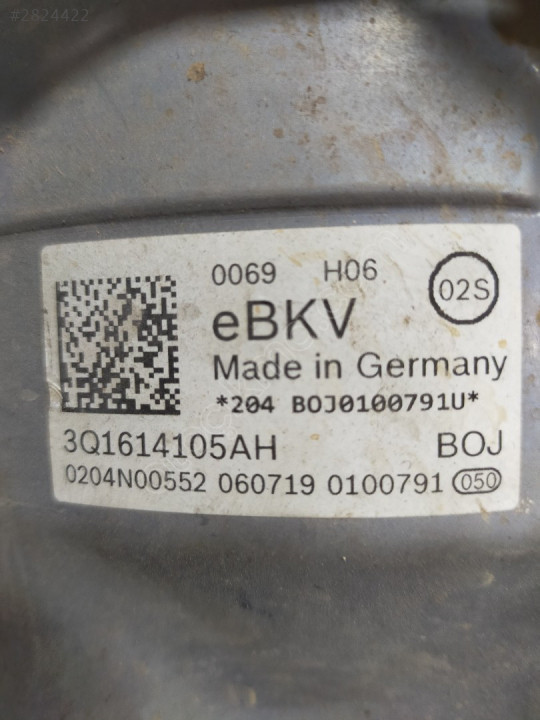 #2824422
0069 H06 02S
eBKV
Made in Germany
*204 BOJ0100791U*
3Q1614105AH BOJ
0204N00552 060719 0100791 050